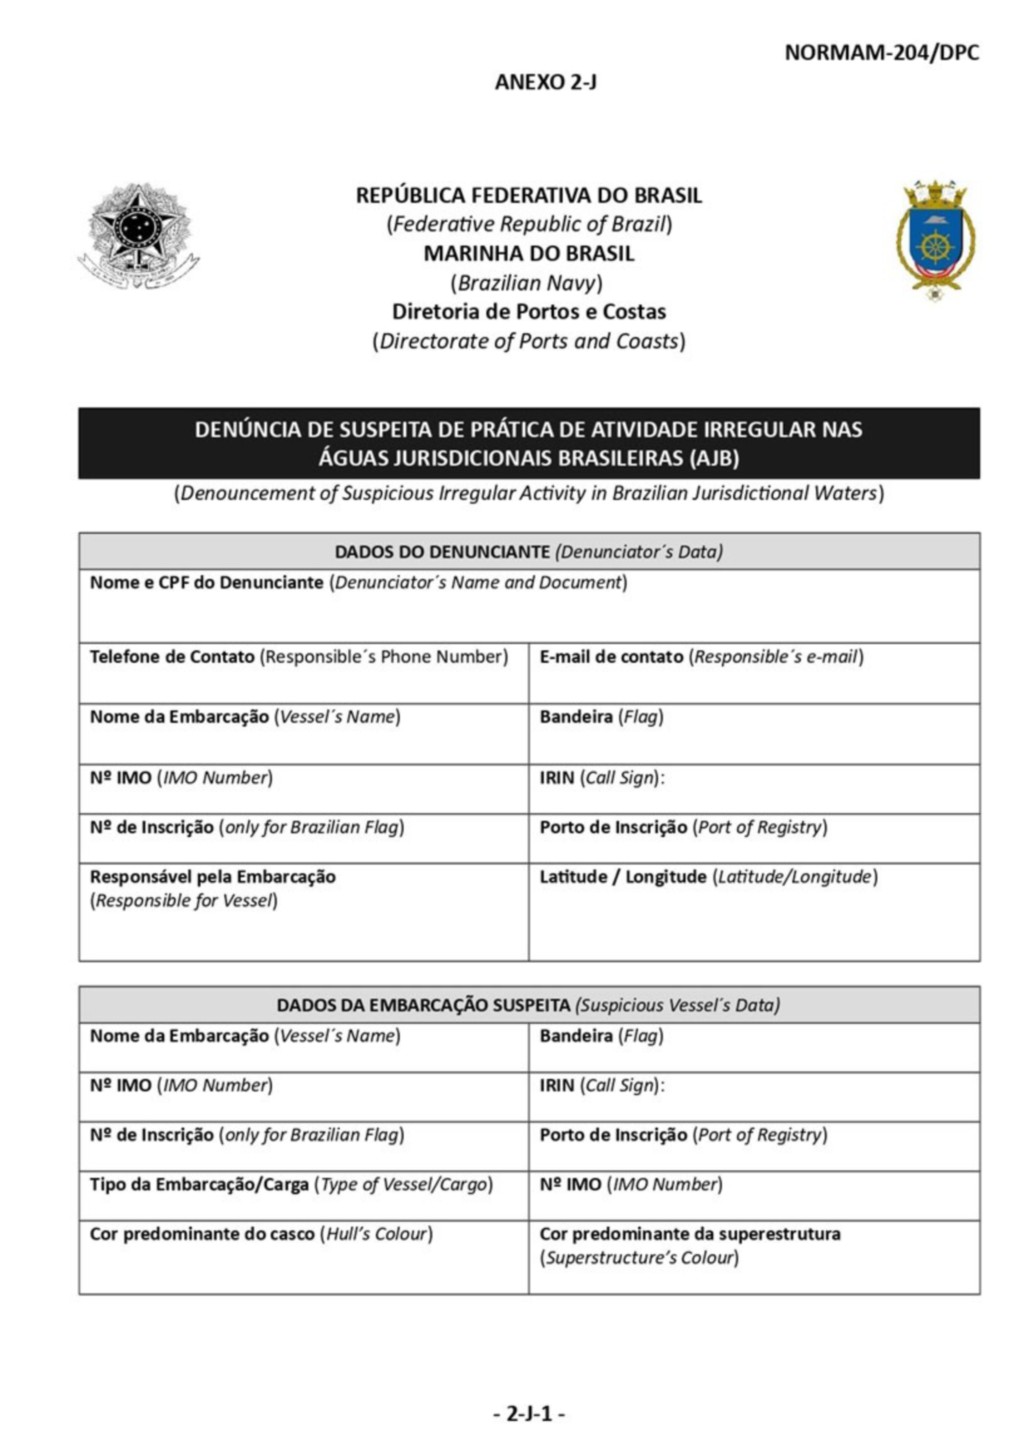 NORMAM-204/DPC
ANEXO 2-J
REPÚBLICA FEDERATIVA DO BRASIL
(Federative Republic of Brazil)
MARINHA DO BRASIL
(Brazilian Navy)
Diretoria de Portos e Costas
(Directorate of Ports and Coasts)
DENÚNCIA DE SUSPEITA DE PRÁTICA DE ATIVIDADE IRREGULAR NAS
ÁGUAS JURISDICIONAIS BRASILEIRAS (AJB)
(Denouncement of Suspicious Irregular Activity in Brazilian Jurisdictional Waters)
DADOS DO DENUNCIANTE (Denunciator´s Data)
Nome e CPF do Denunciante (Denunciator´s Name and Document)
Telefone de Contato (Responsible´s Phone Number)
E-mail de contato (Responsible´s e-mail)
Nome da Embarcação (Vessel´s Name)
Bandeira (Flag)
Nº IMO (IMO Number)
IRIN (Call Sign):
Nº de Inscrição (only for Brazilian Flag)
Porto de Inscrição (Port of Registry)
Responsável pela Embarcação
(Responsible for Vessel)
Latitude / Longitude (Latitude/Longitude)
DADOS DA EMBARCAÇÃO SUSPEITA (Suspicious Vessel´s Data)
Nome da Embarcação (Vessel´s Name)
Bandeira (Flag)
Nº IMO (IMO Number)
IRIN (Call Sign):
Nº de Inscrição (only for Brazilian Flag)
Porto de Inscrição (Port of Registry)
Tipo da Embarcação/Carga (Type of Vessel/Cargo)
Nº IMO (IMO Number)
Cor predominante do casco (Hull’s Colour)
Cor predominante da superestrutura
(Superstructure’s Colour)
- 2-J-1 -